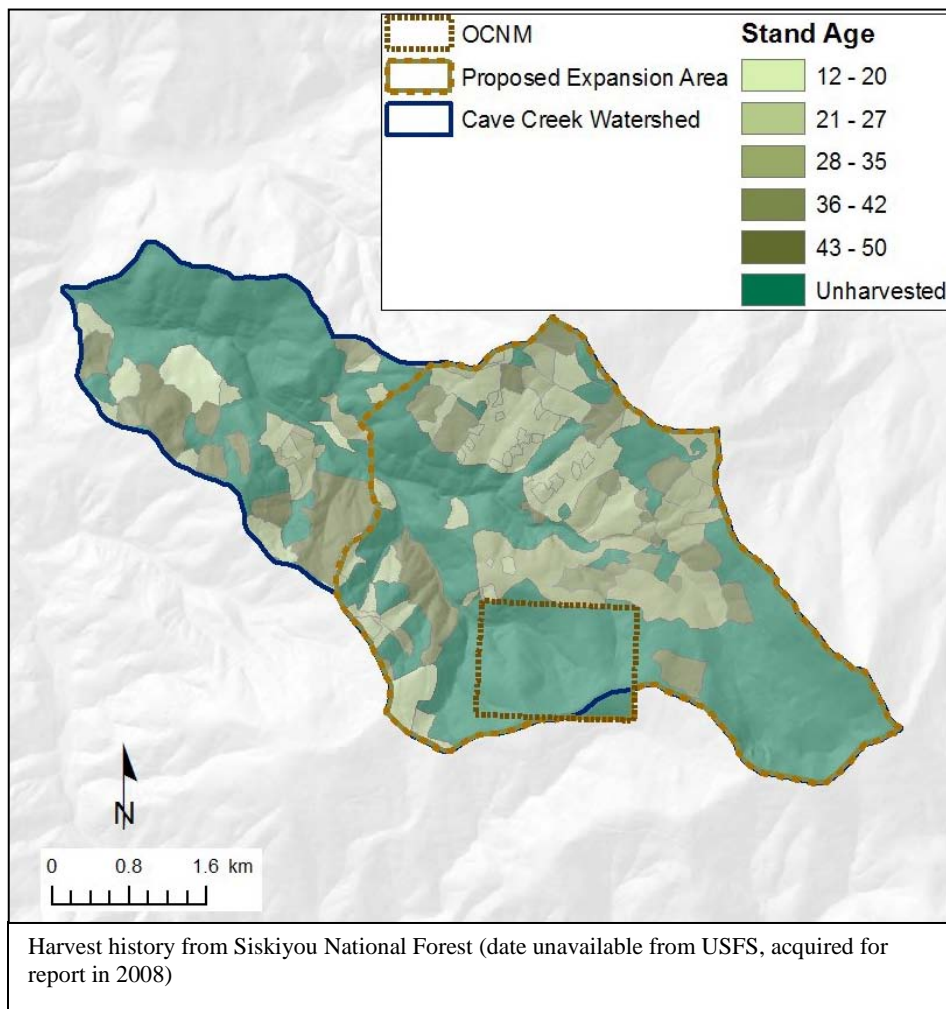 OCNM
Proposed Expansion Area
Cave Creek Watershed
Stand Age
12 - 20
21 - 27
28 - 35
36 - 42
43 - 50
Unharvested
N
0 0.8 1.6 km
Harvest history from Siskiyou National Forest (date unavailable from USFS, acquired for
report in 2008)